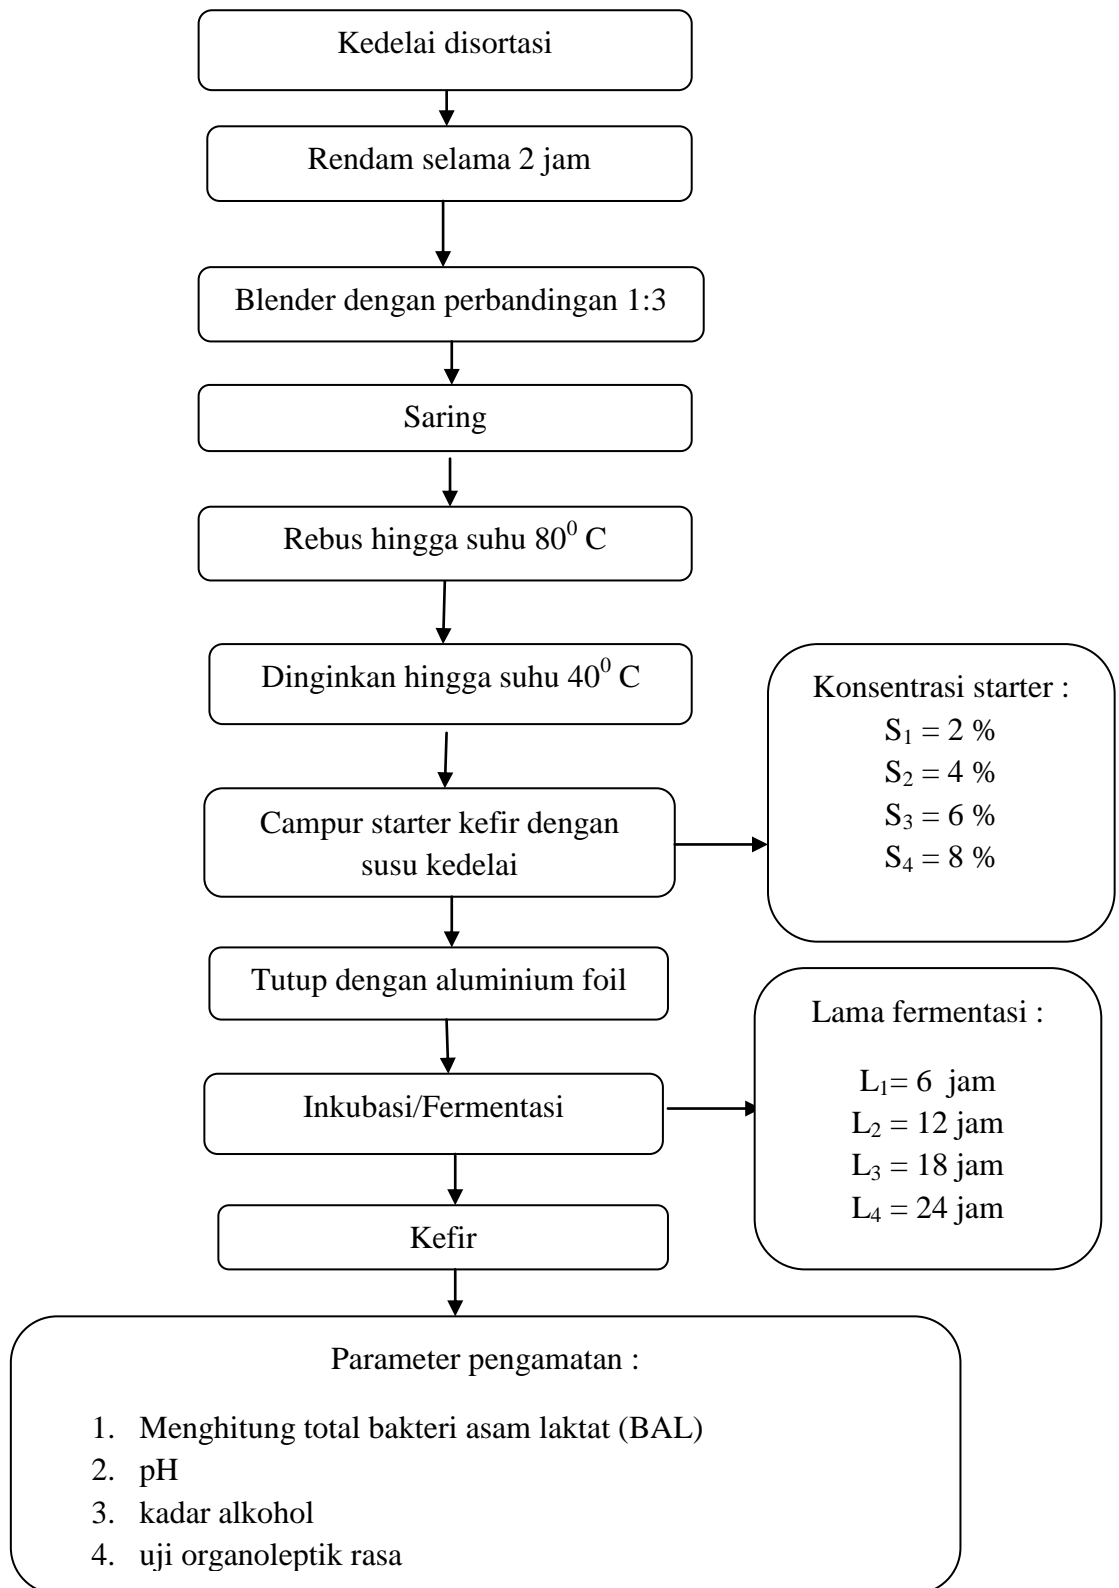 Kedelai disortasi
Rendam selama 2 jam
Blender dengan perbandingan 1:3
Saring
Rebus hingga suhu 80⁰ C
Dinginkan hingga suhu 40⁰ C
Campur starter kefir dengan
susu kedelai
Konsentrasi starter :
S₁ = 2 %
S₂ = 4 %
S₃ = 6 %
S₄ = 8 %
Tutup dengan aluminium foil
Inkubasi/Fermentasi
Lama fermentasi :
L₁= 6  jam
L₂ = 12 jam
L₃ = 18 jam
L₄ = 24 jam
Kefir
Parameter pengamatan :
1. Menghitung total bakteri asam laktat (BAL)
2. pH
3. kadar alkohol
4. uji organoleptik rasa